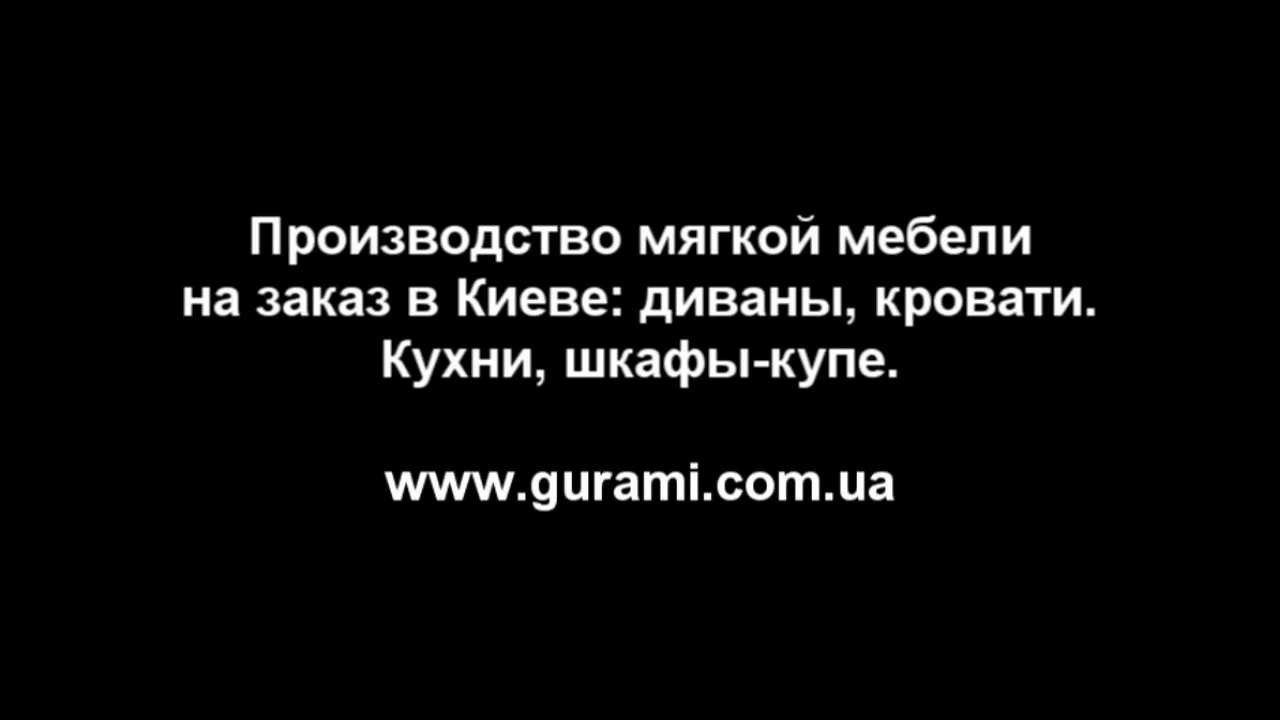 Производство мягкой мебели
на заказ в Киеве: диваны, кровати.
Кухни, шкафы-купе.
www.gurami.com.ua